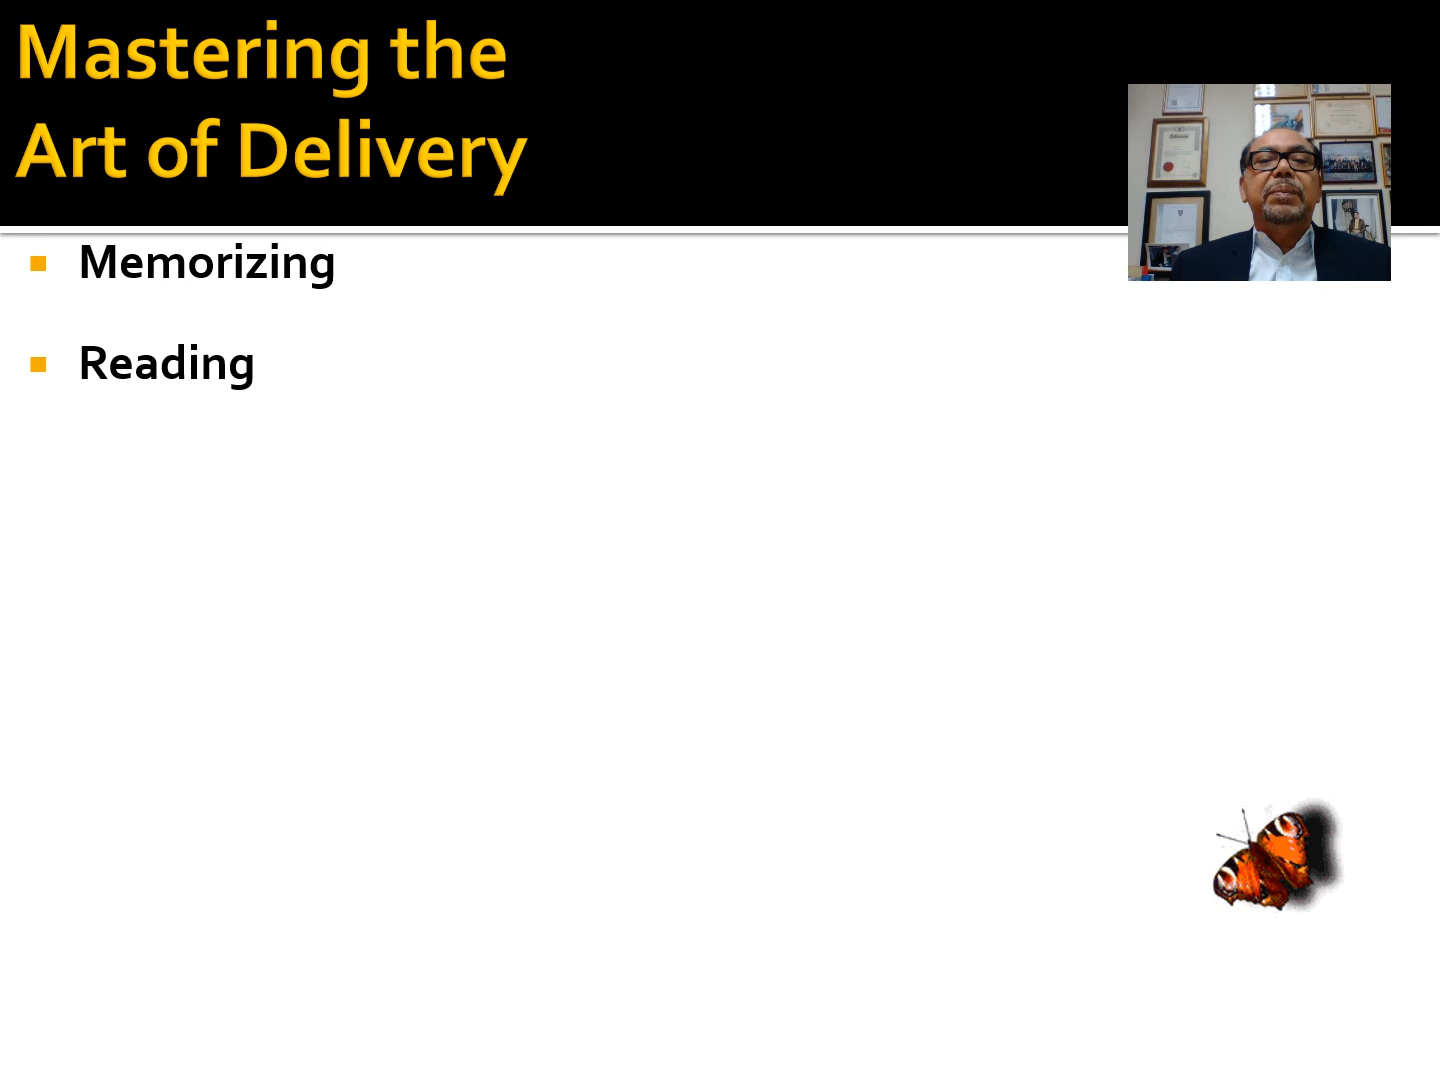 Mastering the
Art of Delivery
Memorizing
Reading